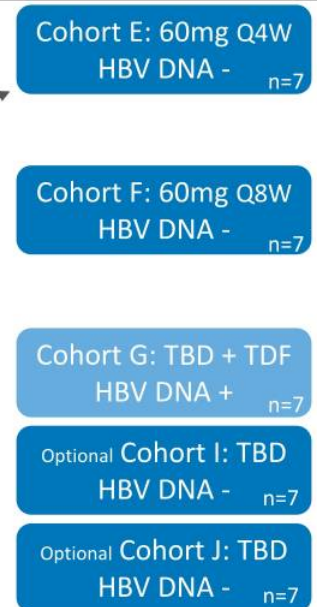 Cohort E: 60mg Q4W
HBV DNA -
n=7
Cohort F: 60mg Q8W
HBV DNA -
n=7
Cohort G: TBD + TDF
HBV DNA +
n=7
Optional Cohort I: TBD
HBV DNA - n=7
Optional Cohort J: TBD
HBV DNA - n=7